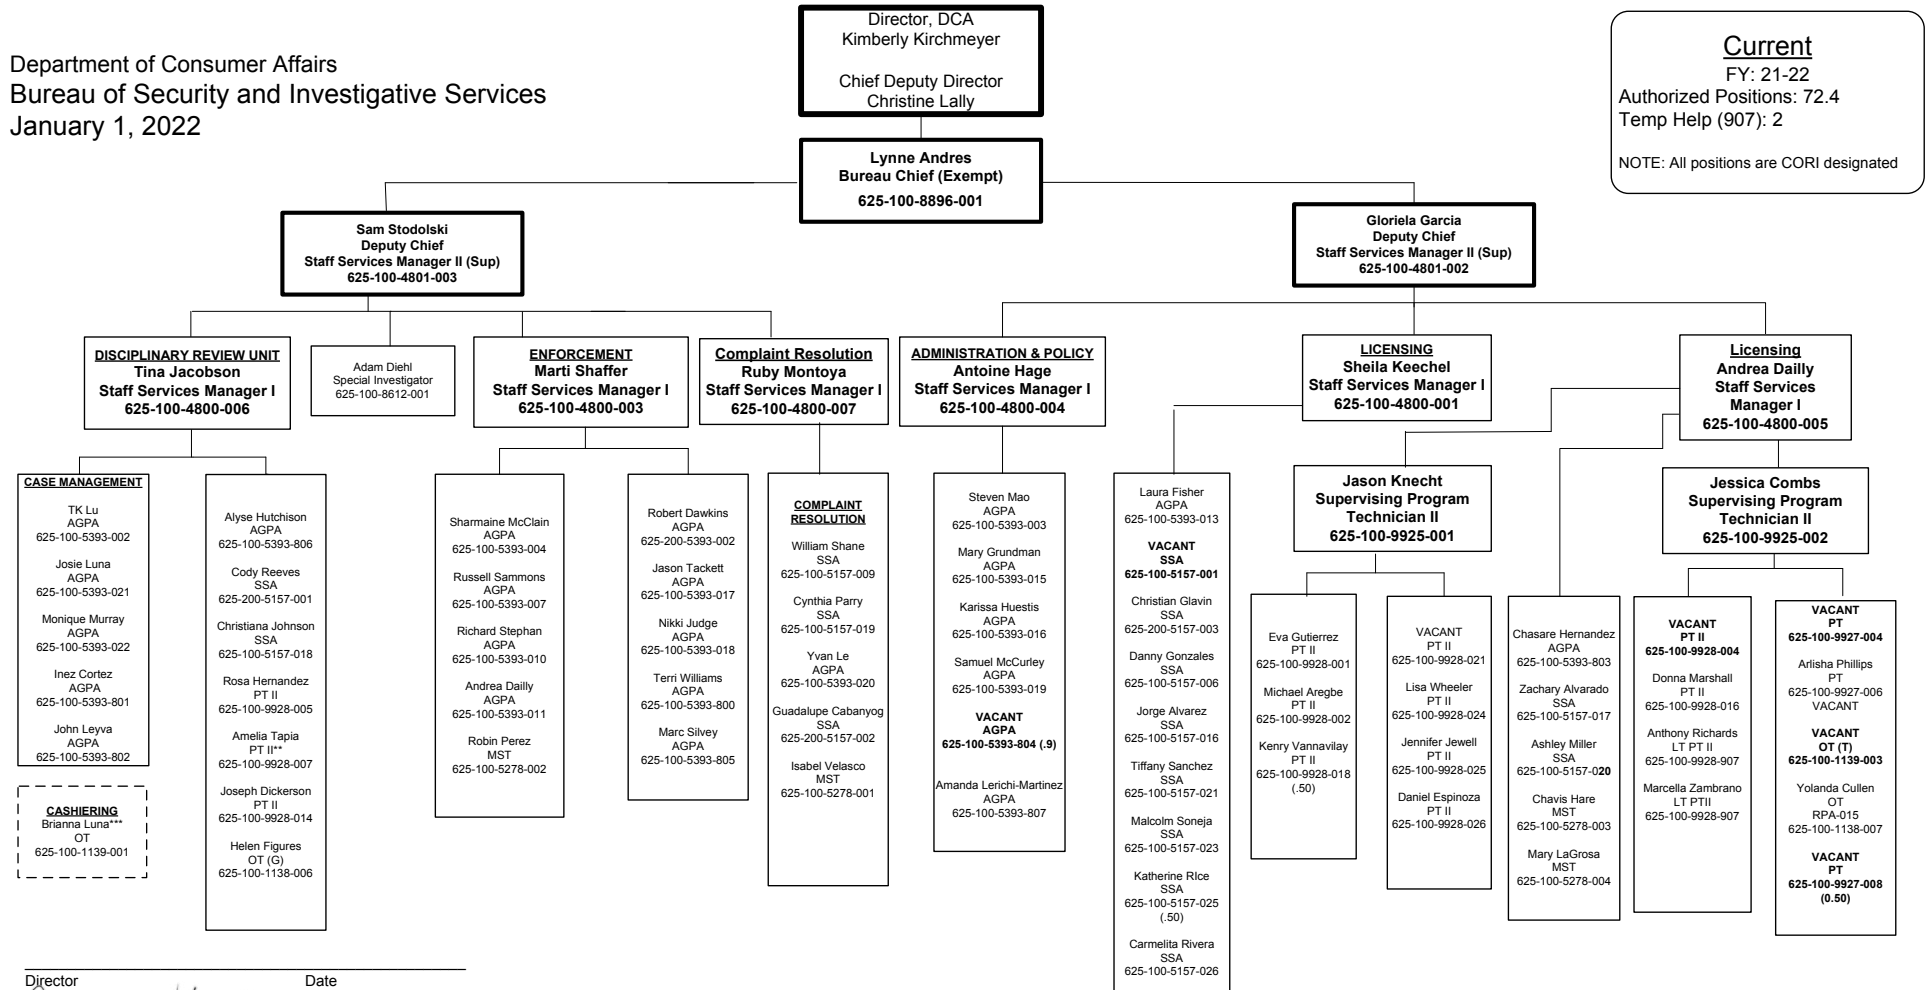 Department of Consumer Affairs
Bureau of Security and Investigative Services
January 1, 2022
Director, DCA
Kimberly Kirchmeyer
Chief Deputy Director
Christine Lally
Current
FY: 21-22
Authorized Positions: 72.4
Temp Help (907): 2
NOTE: All positions are CORI designated
Lynne Andres
Bureau Chief (Exempt)
625-100-8896-001
Sam Stodolski
Deputy Chief
Staff Services Manager II (Sup)
625-100-4801-003
Gloriela Garcia
Deputy Chief
Staff Services Manager II (Sup)
625-100-4801-002
DISCIPLINARY REVIEW UNIT
Tina Jacobson
Staff Services Manager I
625-100-4800-006
Adam Diehl
Special Investigator
625-100-8612-001
ENFORCEMENT
Marti Shaffer
Staff Services Manager I
625-100-4800-003
Complaint Resolution
Ruby Montoya
Staff Services Manager I
625-100-4800-007
ADMINISTRATION & POLICY
Antoine Hage
Staff Services Manager I
625-100-4800-004
LICENSING
Sheila Keechel
Staff Services Manager I
625-100-4800-001
Licensing
Andrea Dailly
Staff Services
Manager I
625-100-4800-005
CASE MANAGEMENT
TK Lu
AGPA
625-100-5393-002
Josie Luna
AGPA
625-100-5393-021
Monique Murray
AGPA
625-100-5393-022
Inez Cortez
AGPA
625-100-5393-801
John Leyva
AGPA
625-100-5393-802
CASHIERING
Brianna Luna***
OT
625-100-1139-001
Alyse Hutchison
AGPA
625-100-5393-806
Cody Reeves
SSA
625-200-5157-001
Christiana Johnson
SSA
625-100-5157-018
Rosa Hernandez
PT II
625-100-9928-005
Amelia Tapia
PT II**
625-100-9928-007
Joseph Dickerson
PT II
625-100-9928-014
Helen Figures
OT (G)
625-100-1138-006
Sharmaine McClain
AGPA
625-100-5393-004
Russell Sammons
AGPA
625-100-5393-007
Richard Stephan
AGPA
625-100-5393-010
Andrea Dailly
AGPA
625-100-5393-011
Robin Perez
MST
625-100-5278-002
Robert Dawkins
AGPA
625-200-5393-002
Jason Tackett
AGPA
625-100-5393-017
Nikki Judge
AGPA
625-100-5393-018
Terri Williams
AGPA
625-100-5393-800
Marc Silvey
AGPA
625-100-5393-805
COMPLAINT
RESOLUTION
William Shane
SSA
625-100-5157-009
Cynthia Parry
SSA
625-100-5157-019
Yvan Le
AGPA
625-100-5393-020
Guadalupe Cabanyog
SSA
625-200-5157-002
Isabel Velasco
MST
625-100-5278-001
Steven Mao
AGPA
625-100-5393-003
Mary Grundman
AGPA
625-100-5393-015
Karissa Huestis
AGPA
625-100-5393-016
Samuel McCurley
AGPA
625-100-5393-019
VACANT
AGPA
625-100-5393-804 (.9)
Amanda Lerichi-Martinez
AGPA
625-100-5393-807
Laura Fisher
AGPA
625-100-5393-013
VACANT
SSA
625-100-5157-001
Christian Glavin
SSA
625-200-5157-003
Danny Gonzales
SSA
625-100-5157-006
Jorge Alvarez
SSA
625-100-5157-016
Tiffany Sanchez
SSA
625-100-5157-021
Malcolm Soneja
SSA
625-100-5157-023
Katherine RIce
SSA
625-100-5157-025
(.50)
Carmelita Rivera
SSA
625-100-5157-026
Jason Knecht
Supervising Program
Technician II
625-100-9925-001
Jessica Combs
Supervising Program
Technician II
625-100-9925-002
Eva Gutierrez
PT II
625-100-9928-001
Michael Aregbe
PT II
625-100-9928-002
Kenry Vannavilay
PT II
625-100-9928-018
(.50)
VACANT
PT II
625-100-9928-021
Lisa Wheeler
PT II
625-100-9928-024
Jennifer Jewell
PT II
625-100-9928-025
Daniel Espinoza
PT II
625-100-9928-026
Chasare Hernandez
AGPA
625-100-5393-803
Zachary Alvarado
SSA
625-100-5157-017
Ashley Miller
SSA
625-100-5157-020
Chavis Hare
MST
625-100-5278-003
Mary LaGrosa
MST
625-100-5278-004
VACANT
PT II
625-100-9928-004
Donna Marshall
PT II
625-100-9928-016
Anthony Richards
LT PT II
625-100-9928-907
Marcella Zambrano
LT PTII
625-100-9928-907
VACANT
PT
625-100-9927-004
Arlisha Phillips
PT
625-100-9927-006
VACANT
VACANT
OT (T)
625-100-1139-003
Yolanda Cullen
OT
RPA-015
625-100-1138-007
VACANT
PT
625-100-9927-008
(0.50)
Director Date